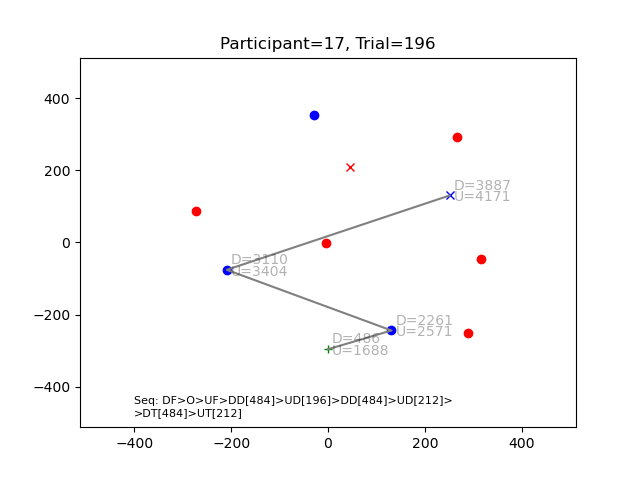 Participant=17, Trial=196
400
200
0
−200
−400
D=3887
U=4171
D=3110
U=3404
D=2261
U=2571
D=486
U=1688
Seq: DF>O>UF>DD[484]>UD[196]>DD[484]>UD[212]>
>DT[484]>UT[212]
−400
−200
0
200
400